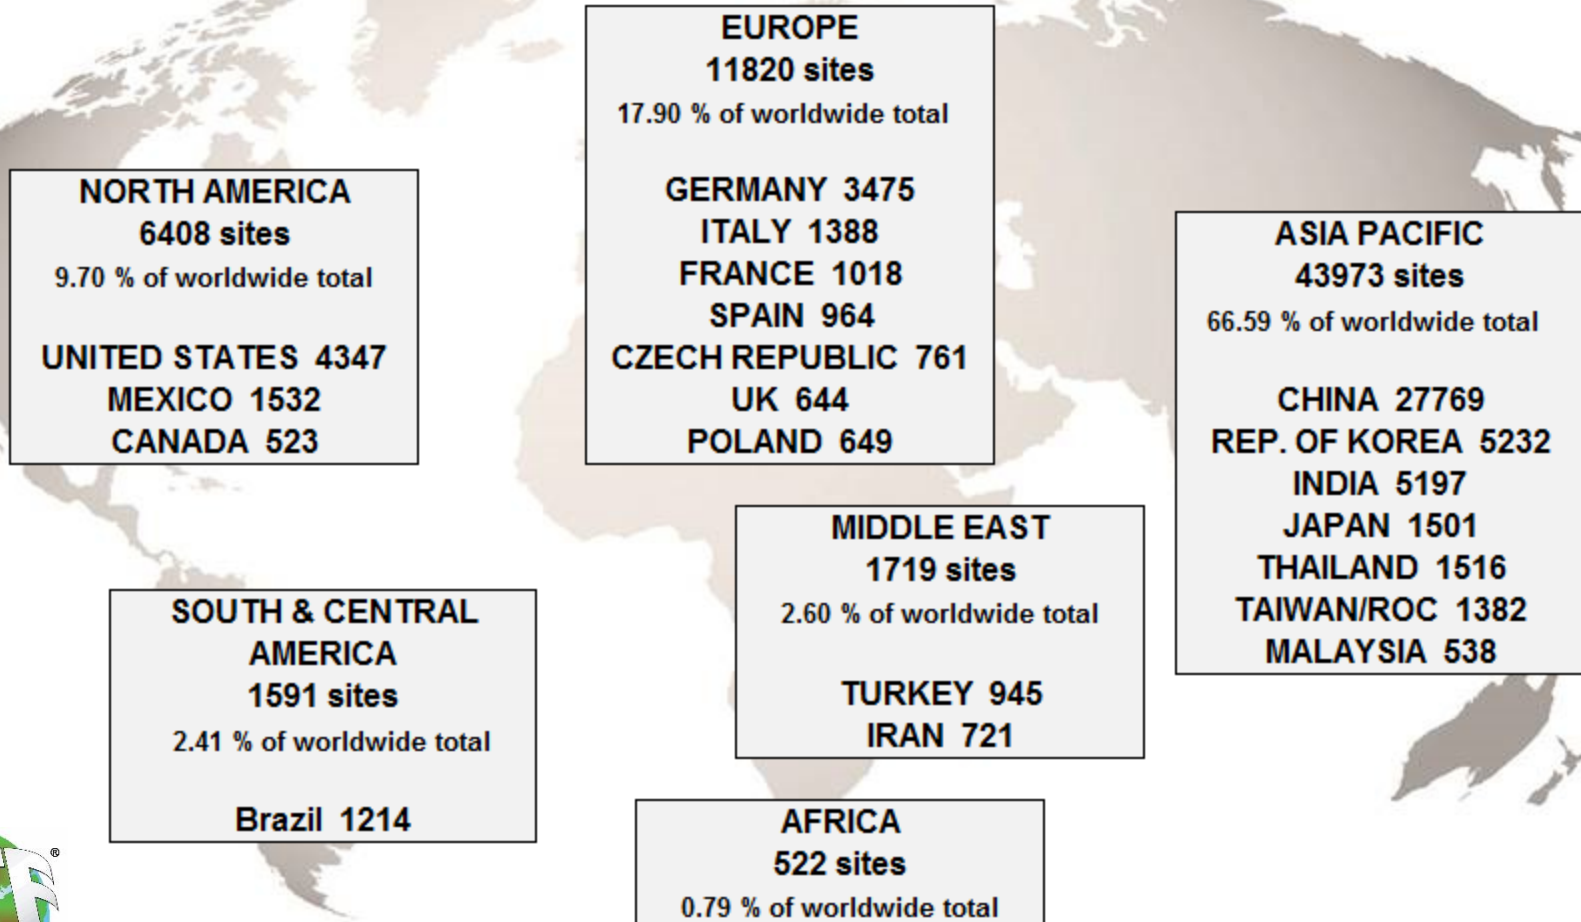 EUROPE
11820 sites
17.90 % of worldwide total
GERMANY 3475
ITALY 1388
FRANCE 1018
SPAIN 964
CZECH REPUBLIC 761
UK 644
POLAND 649
NORTH AMERICA
6408 sites
9.70 % of worldwide total
UNITED STATES 4347
MEXICO 1532
CANADA 523
ASIA PACIFIC
43973 sites
66.59 % of worldwide total
CHINA 27769
REP. OF KOREA 5232
INDIA 5197
JAPAN 1501
THAILAND 1516
TAIWAN/ROC 1382
MALAYSIA 538
MIDDLE EAST
1719 sites
2.60 % of worldwide total
TURKEY 945
IRAN 721
SOUTH & CENTRAL
AMERICA
1591 sites
2.41 % of worldwide total
Brazil 1214
AFRICA
522 sites
0.79 % of worldwide total